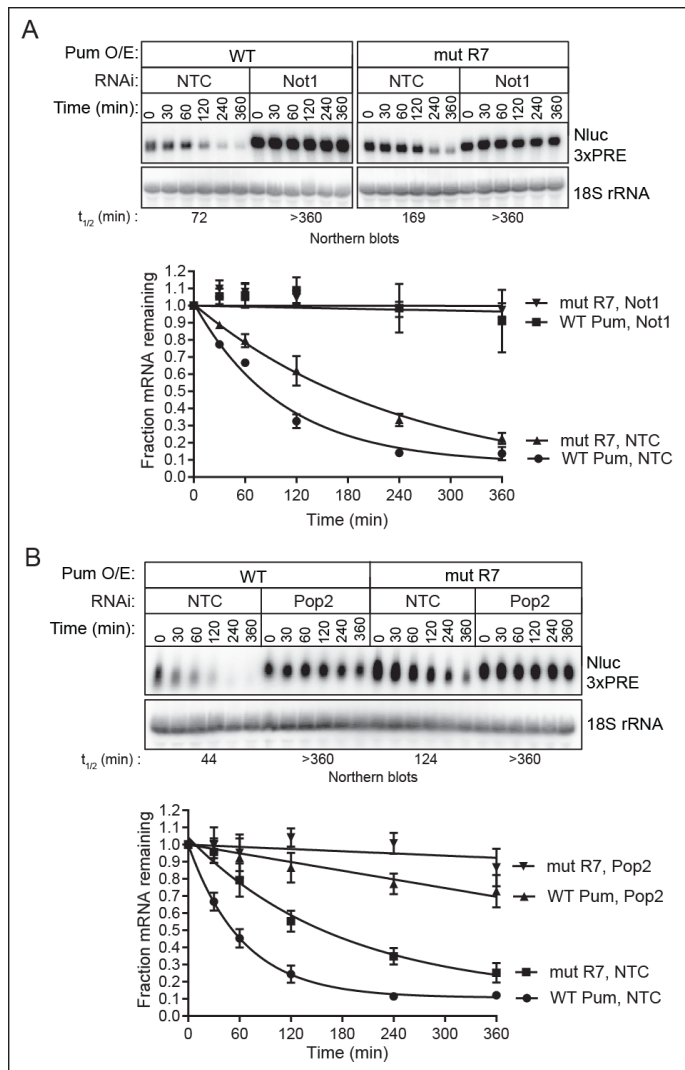 A
Pum O/E: WT mut R7
RNAi: NTC Not1 NTC Not1
Time (min): 0 30 60 120 240 360 0 30 60 120 240 360 0 30 60 120 240 360 0 30 60 120 240 360
Nluc
3xPRE
18S rRNA
t1/2 (min) : 72 >360 169 >360
Northern blots
Fraction mRNA remaining
1.2
1.1
1.0
0.9
0.8
0.7
0.6
0.5
0.4
0.3
0.2
0.1
0.0
mut R7, Not1
WT Pum, Not1
mut R7, NTC
WT Pum, NTC
0 60 120 180 240 300 360
Time (min)
B
Pum O/E: WT mut R7
RNAi: NTC Pop2 NTC Pop2
Time (min): 0 30 60 120 240 360 0 30 60 120 240 360 0 30 60 120 240 360 0 30 60 120 240 360
Nluc
3xPRE
18S rRNA
t1/2 (min) : 44 >360 124 >360
Northern blots
Fraction mRNA remaining
1.2
1.1
1.0
0.9
0.8
0.7
0.6
0.5
0.4
0.3
0.2
0.1
0.0
mut R7, Pop2
WT Pum, Pop2
mut R7, NTC
WT Pum, NTC
0 60 120 180 240 300 360
Time (min)